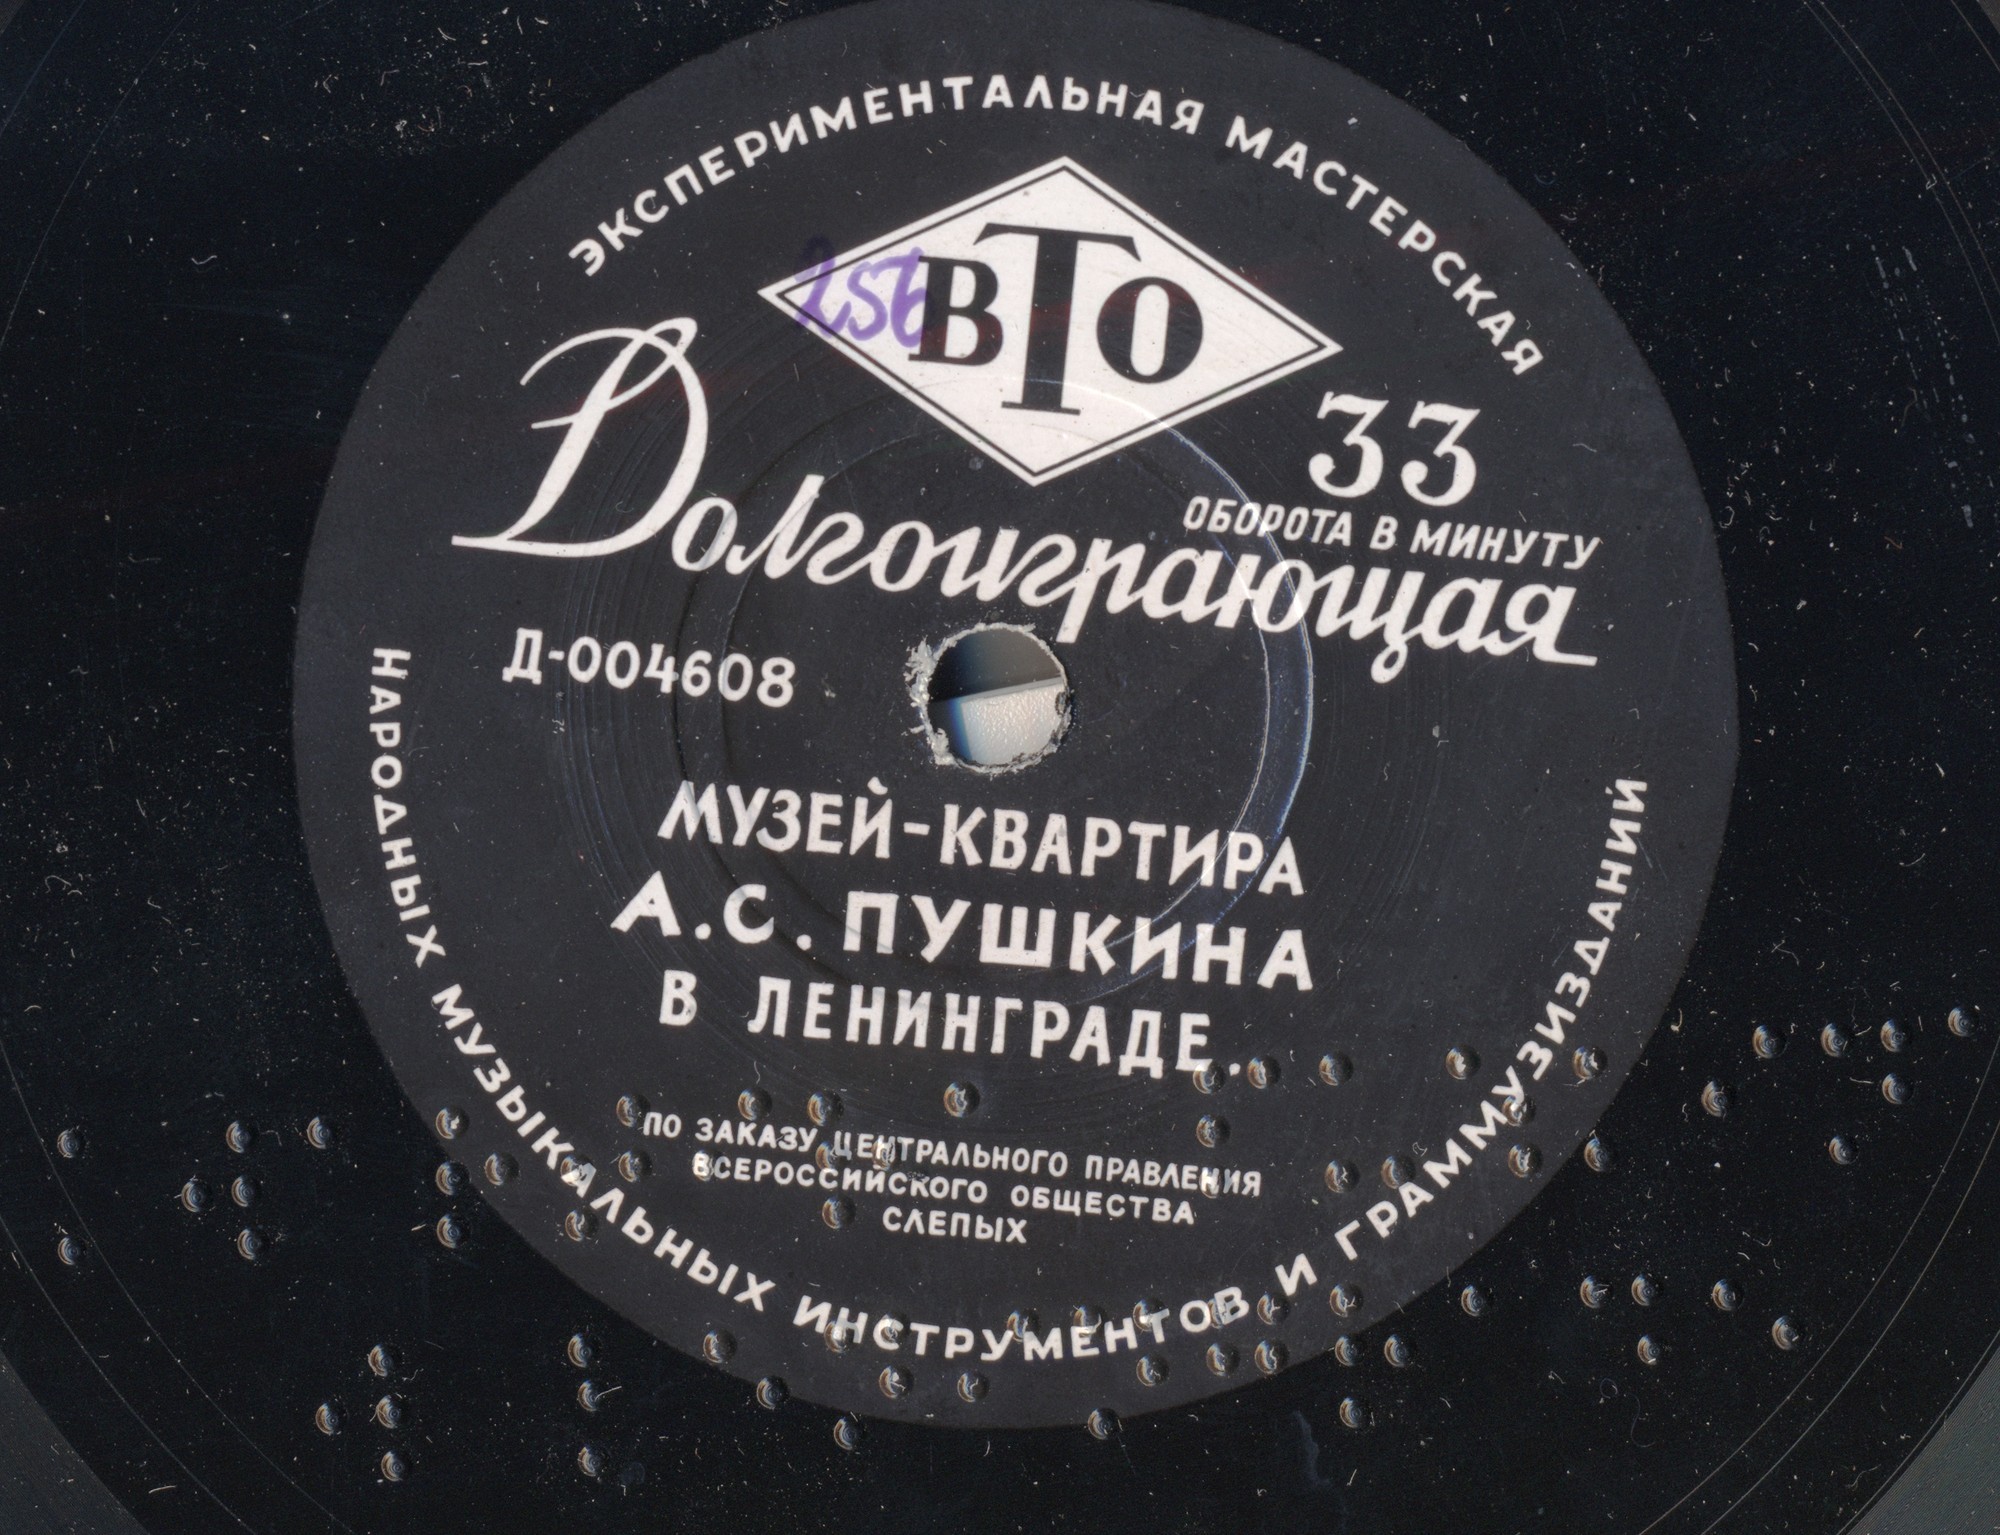 ЭКСПЕРИМЕНТАЛЬНАЯ МАСТЕРСКАЯ
ВТО
33
ОБОРОТА В МИНУТУ
Долгоиграющая
Д-004608
МУЗЕЙ-КВАРТИРА
А.С. ПУШКИНА
В ЛЕНИНГРАДЕ.
ПО ЗАКАЗУ ЦЕНТРАЛЬНОГО ПРАВЛЕНИЯ
ВСЕРОССИЙСКОГО ОБЩЕСТВА
СЛЕПЫХ
НАРОДНЫХ МУЗЫКАЛЬНЫХ ИНСТРУМЕНТОВ И ГРАММУЗИЗДАНИЙ